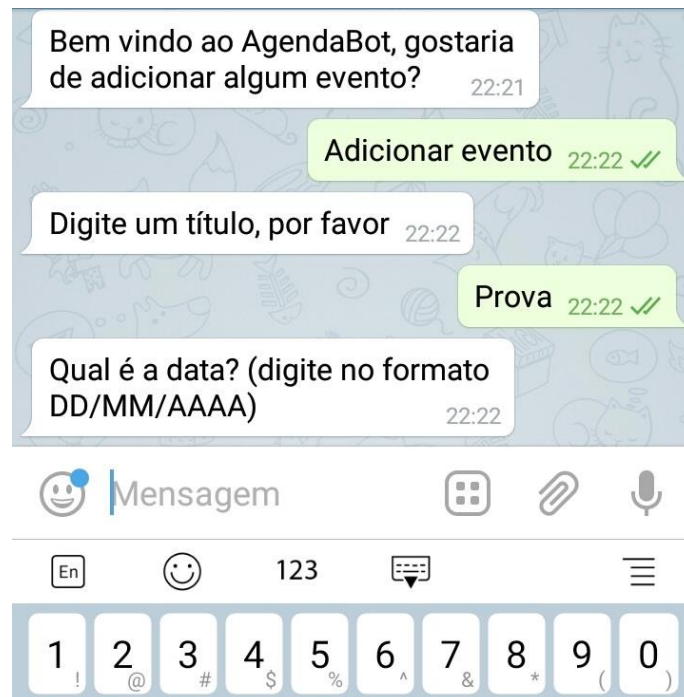 Bem vindo ao AgendaBot, gostaria
de adicionar algum evento? 22:21
Adicionar evento 22:22
Digite um título, por favor 22:22
Prova 22:22
Qual é a data? (digite no formato
DD/MM/AAAA) 22:22
Mensagem
En 123
1 2 3 4 5 6 7 8 9 0
! @ # $ % ^ & * ( )